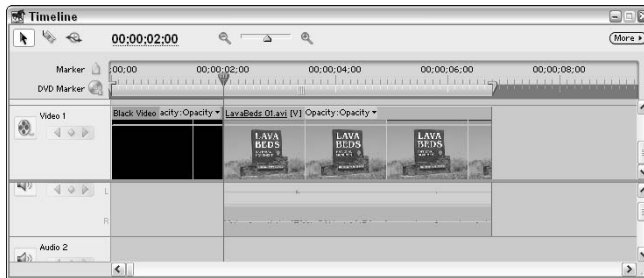 Timeline
00;00;02;00
More
Marker
;00;00 00;00;02;00 00;00;04;00 00;00;06;00 00;00;08;00
DVD Marker
Video 1
Black Video acity:Opacity LavaBeds 01.avi [V] Opacity:Opacity
LAVA BEDS LAVA BEDS LAVA BEDS
L
R
Audio 2